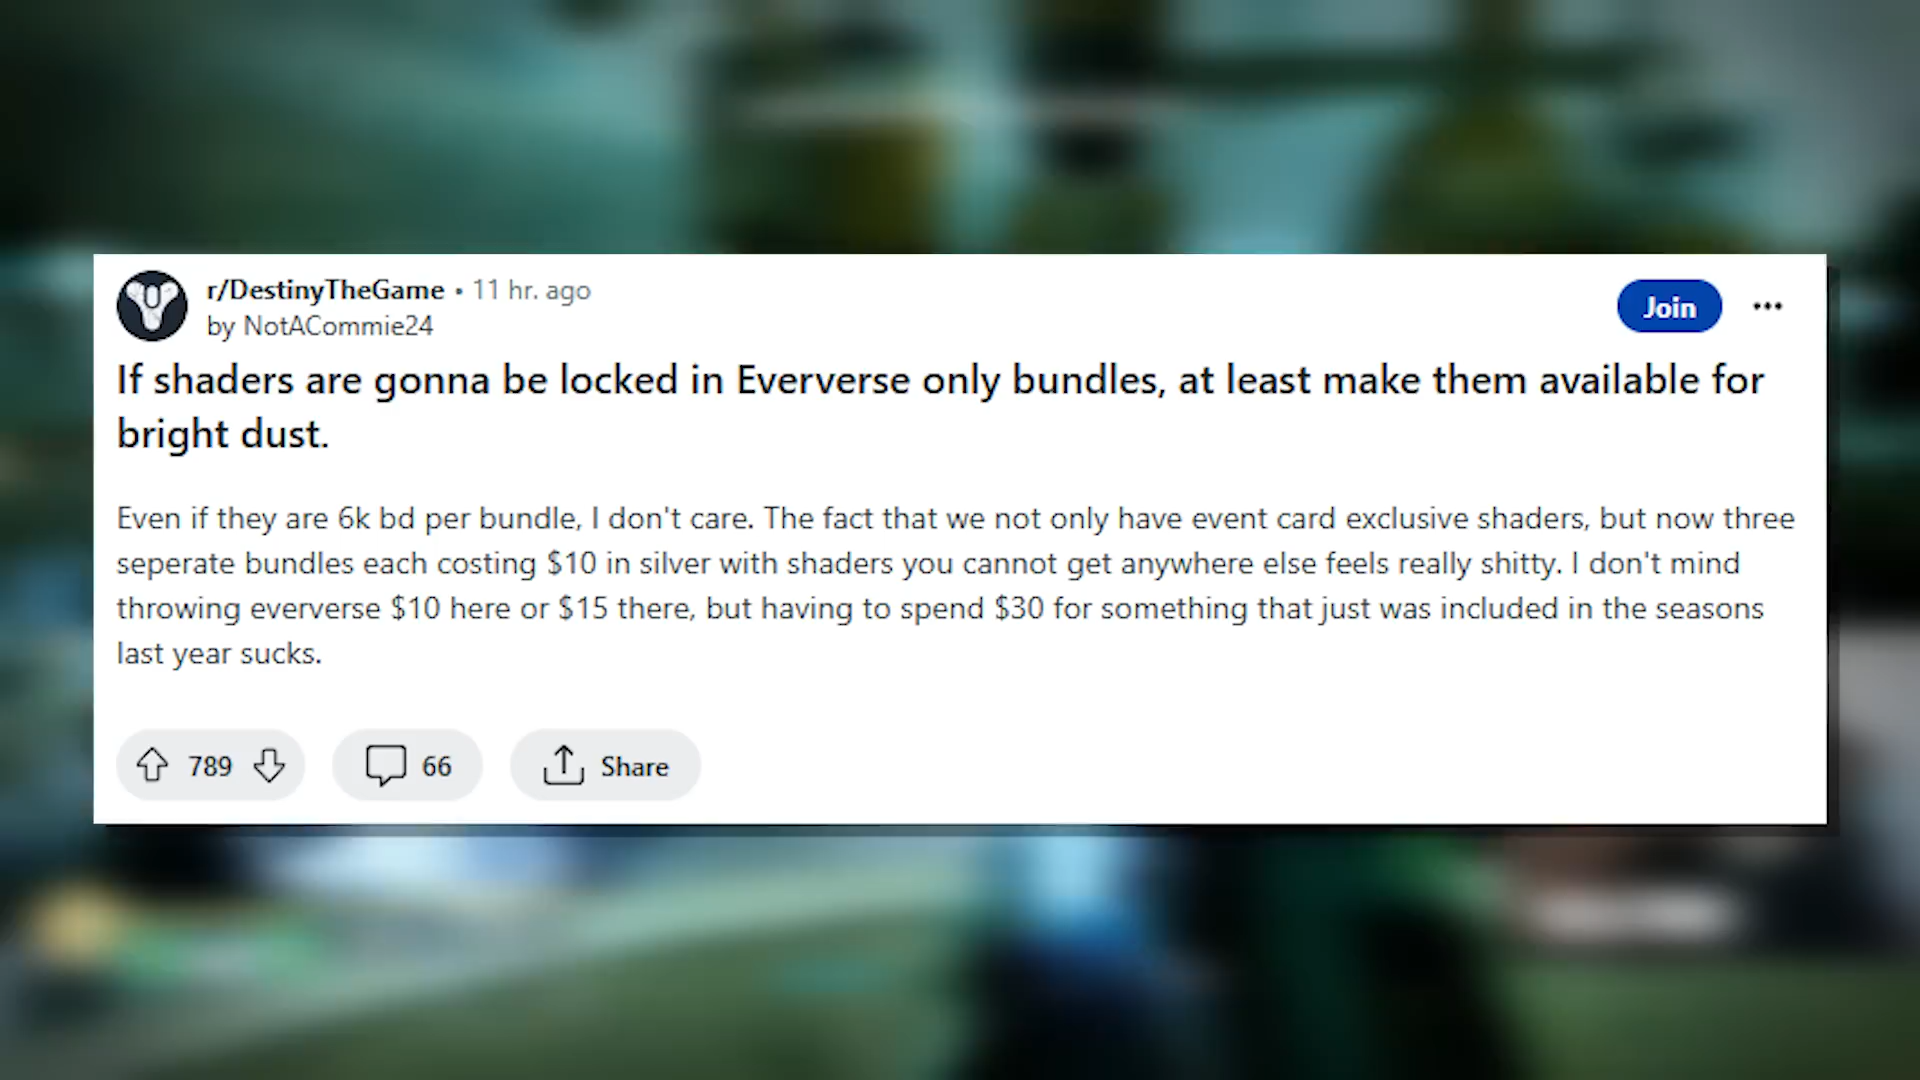 r/DestinyTheGame • 11 hr. ago
by NotACommie24
Join
If shaders are gonna be locked in Eververse only bundles, at least make them available for
bright dust.
Even if they are 6k bd per bundle, I don't care. The fact that we not only have event card exclusive shaders, but now three
seperate bundles each costing $10 in silver with shaders you cannot get anywhere else feels really shitty. I don't mind
throwing eververse $10 here or $15 there, but having to spend $30 for something that just was included in the seasons
last year sucks.
789
66
Share